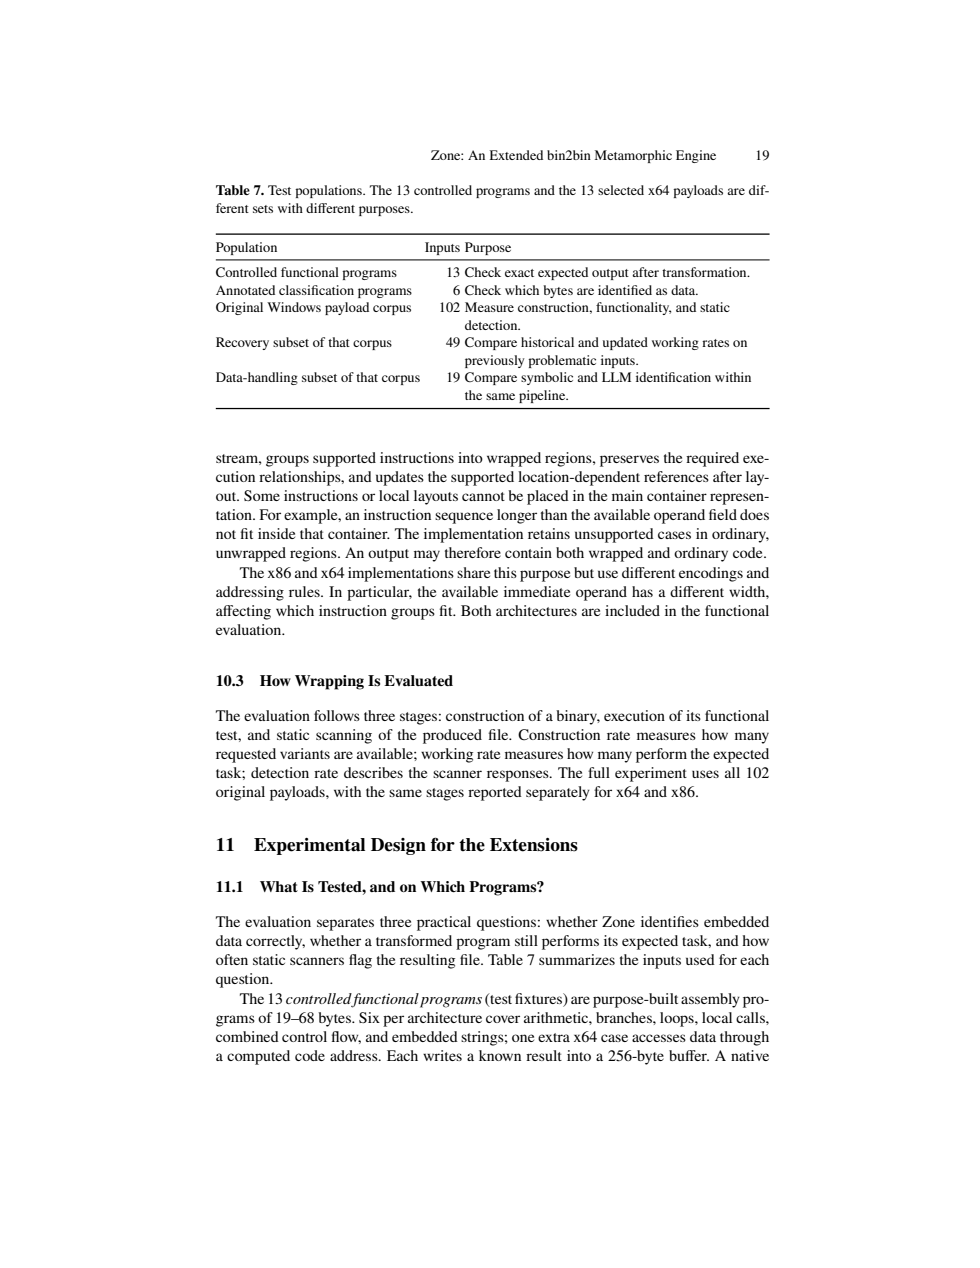 Zone: An Extended bin2bin Metamorphic Engine 19
Table 7. Test populations. The 13 controlled programs and the 13 selected x64 payloads are dif-
ferent sets with different purposes.
Population Inputs Purpose
Controlled functional programs 13 Check exact expected output after transformation.
Annotated classification programs 6 Check which bytes are identified as data.
Original Windows payload corpus 102 Measure construction, functionality, and static
detection.
Recovery subset of that corpus 49 Compare historical and updated working rates on
previously problematic inputs.
Data-handling subset of that corpus 19 Compare symbolic and LLM identification within
the same pipeline.
stream, groups supported instructions into wrapped regions, preserves the required exe-
cution relationships, and updates the supported location-dependent references after lay-
out. Some instructions or local layouts cannot be placed in the main container represen-
tation. For example, an instruction sequence longer than the available operand field does
not fit inside that container. The implementation retains unsupported cases in ordinary,
unwrapped regions. An output may therefore contain both wrapped and ordinary code.
The x86 and x64 implementations share this purpose but use different encodings and
addressing rules. In particular, the available immediate operand has a different width,
affecting which instruction groups fit. Both architectures are included in the functional
evaluation.
10.3 How Wrapping Is Evaluated
The evaluation follows three stages: construction of a binary, execution of its functional
test, and static scanning of the produced file. Construction rate measures how many
requested variants are available; working rate measures how many perform the expected
task; detection rate describes the scanner responses. The full experiment uses all 102
original payloads, with the same stages reported separately for x64 and x86.
11 Experimental Design for the Extensions
11.1 What Is Tested, and on Which Programs?
The evaluation separates three practical questions: whether Zone identifies embedded
data correctly, whether a transformed program still performs its expected task, and how
often static scanners flag the resulting file. Table 7 summarizes the inputs used for each
question.
The 13 controlled functional programs (test fixtures) are purpose-built assembly pro-
grams of 19–68 bytes. Six per architecture cover arithmetic, branches, loops, local calls,
combined control flow, and embedded strings; one extra x64 case accesses data through
a computed code address. Each writes a known result into a 256-byte buffer. A native